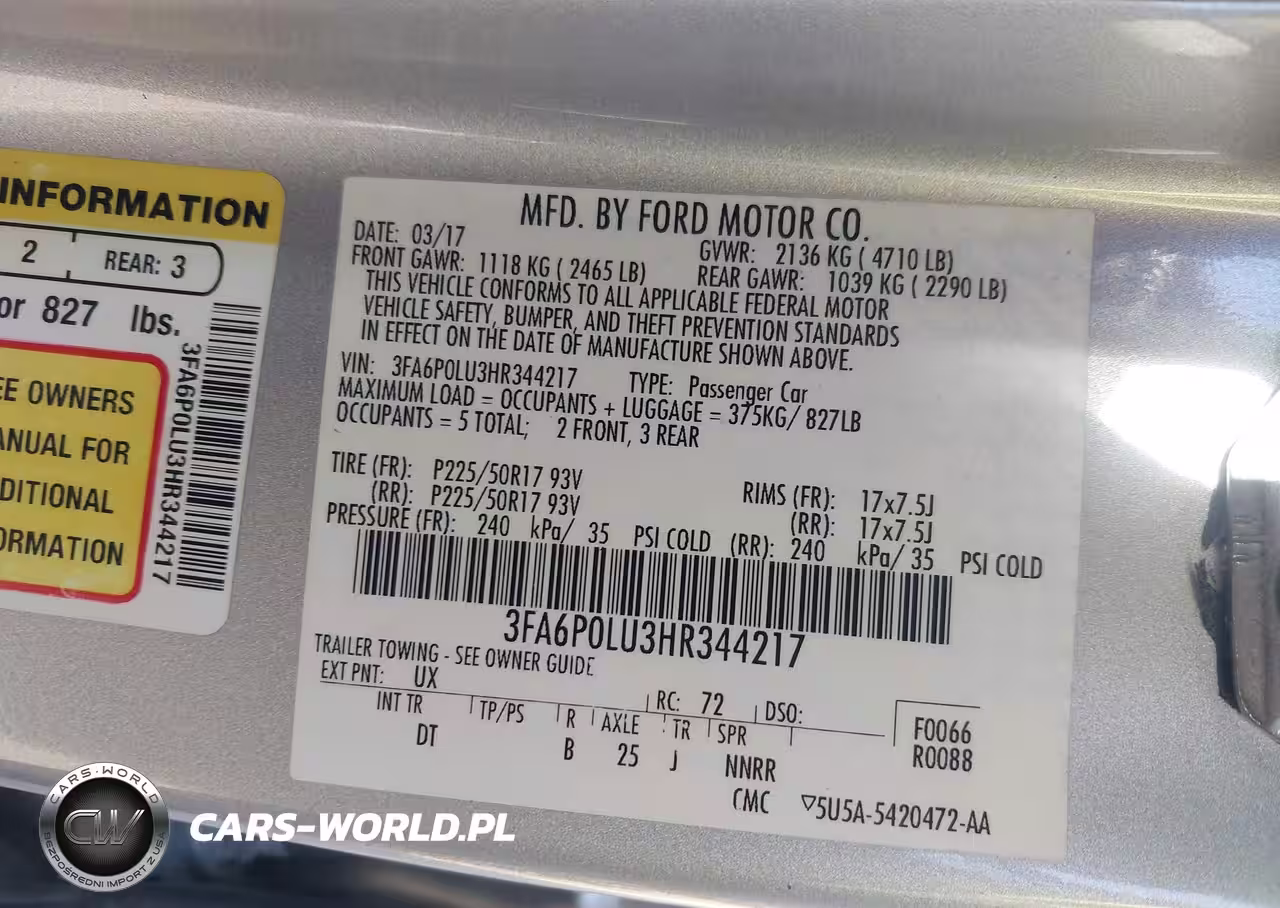 INFORMATION
2 REAR: 3
or 827 lbs.
EE OWNERS
ANUAL FOR
DITIONAL
ORMATION
3FA6P0LU3HR344217
MFD. BY FORD MOTOR CO.
DATE: 03/17 GVWR: 2136 KG ( 4710 LB)
FRONT GAWR: 1118 KG ( 2465 LB) REAR GAWR: 1039 KG ( 2290 LB)
THIS VEHICLE CONFORMS TO ALL APPLICABLE FEDERAL MOTOR
VEHICLE SAFETY, BUMPER, AND THEFT PREVENTION STANDARDS
IN EFFECT ON THE DATE OF MANUFACTURE SHOWN ABOVE.
VIN: 3FA6P0LU3HR344217 TYPE: Passenger Car
MAXIMUM LOAD = OCCUPANTS + LUGGAGE = 375KG/ 827LB
OCCUPANTS = 5 TOTAL; 2 FRONT, 3 REAR
TIRE (FR): P225/50R17 93V RIMS (FR): 17x7.5J
(RR): P225/50R17 93V (RR): 17x7.5J
PRESSURE (FR): 240 kPa/ 35 PSI COLD (RR): 240 kPa/ 35 PSI COLD
3FA6P0LU3HR344217
TRAILER TOWING - SEE OWNER GUIDE
EXT PNT: UX RC: 72 DSO:
INT TR TP/PS R AXLE TR SPR F0066
DT B 25 J NNRR R0088
CMC ▽5U5A-5420472-AA
CARS-WORLD
CW
BEZPOŚREDNI IMPORT Z USA
CARS-WORLD.PL